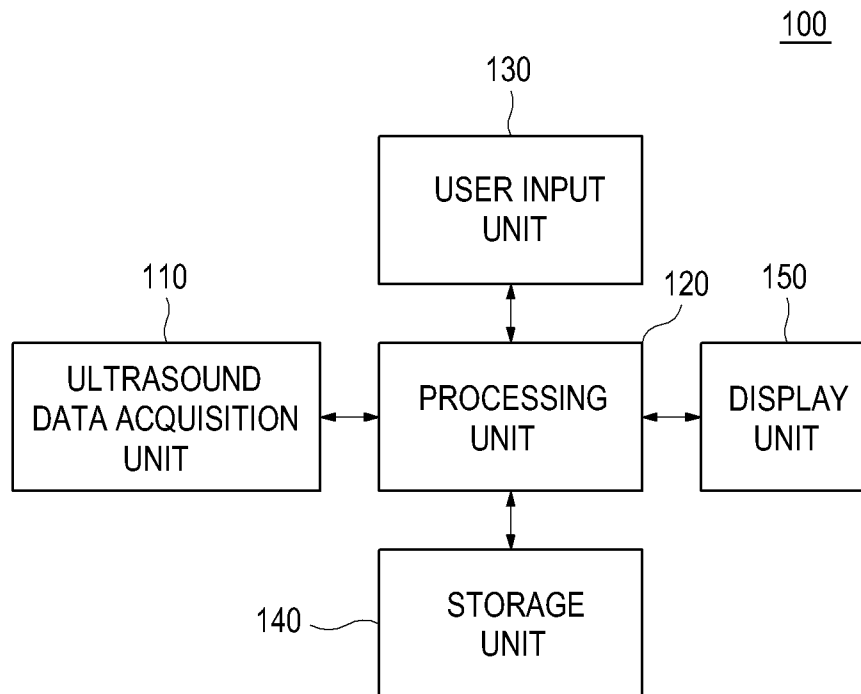 100
130
USER INPUT
UNIT
110
120
150
ULTRASOUND
DATA ACQUISITION
UNIT
PROCESSING
UNIT
DISPLAY
UNIT
140
STORAGE
UNIT